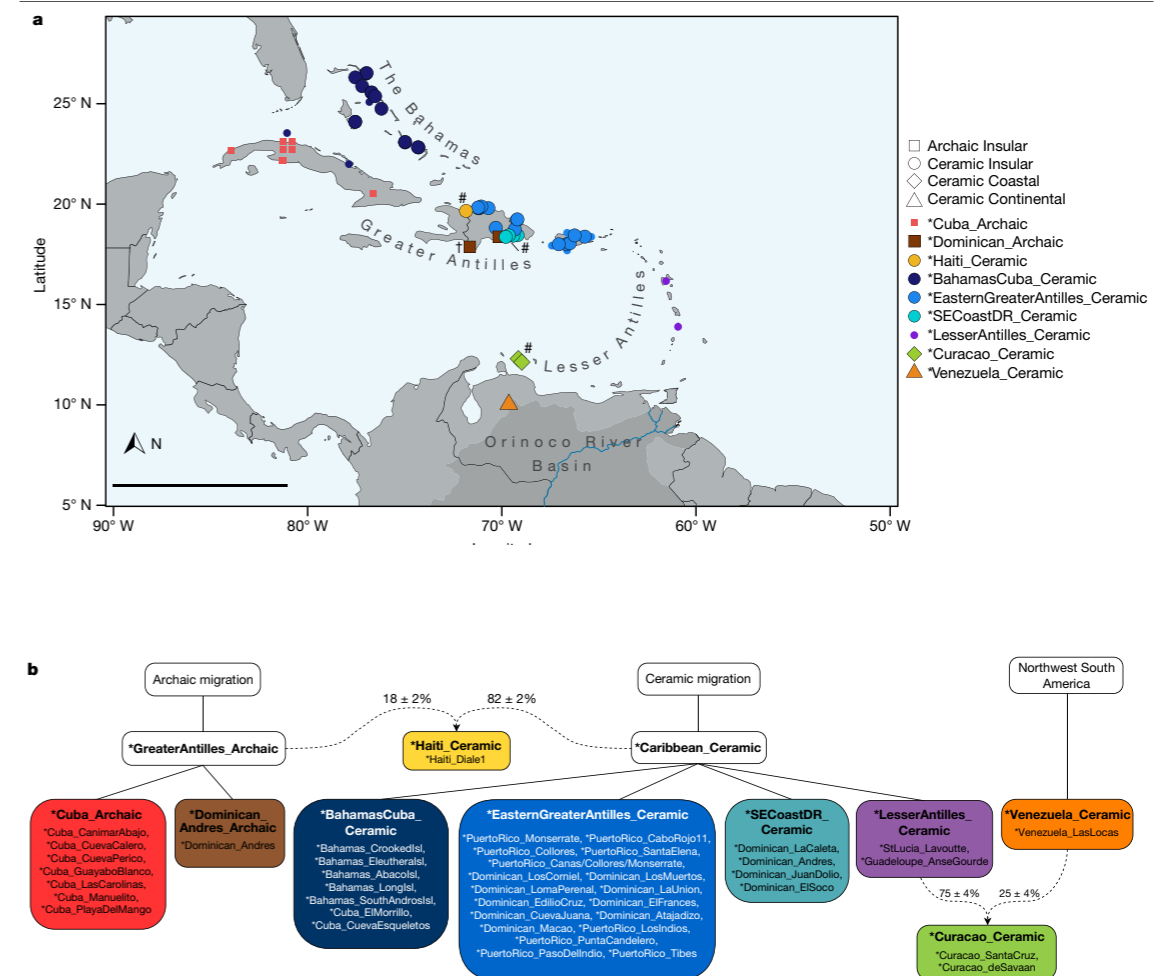 a
25° N
20° N
15° N
10° N
5° N
Latitude
90° W
80° W
70° W
60° W
50° W
The Bahamas
Greater Antilles
Lesser Antilles
Orinoco River
Basin
N
#
†
#
#
Archaic Insular
Ceramic Insular
Ceramic Coastal
Ceramic Continental
*Cuba_Archaic
*Dominican_Archaic
*Haiti_Ceramic
*BahamasCuba_Ceramic
*EasternGreaterAntilles_Ceramic
*SECoastDR_Ceramic
*LesserAntilles_Ceramic
*Curacao_Ceramic
*Venezuela_Ceramic
b
Archaic migration
Ceramic migration
Northwest South
America
18 ± 2%
82 ± 2%
*GreaterAntilles_Archaic
*Haiti_Ceramic
*Haiti_Diale1
*Caribbean_Ceramic
*Cuba_Archaic
*Cuba_CanimarAbajo,
*Cuba_CuevaCalero,
*Cuba_CuevaPerico,
*Cuba_GuayaboBlanco,
*Cuba_LasCarolinas,
*Cuba_Manuelito,
*Cuba_PlayaDelMango
*Dominican_
Andres_Archaic
*Dominican_Andres
*BahamasCuba_
Ceramic
*Bahamas_CrookedIsl,
*Bahamas_EleutheraIsl,
*Bahamas_AbacoIsl,
*Bahamas_LongIsl,
*Bahamas_SouthAndrosIsl,
*Cuba_ElMorrillo,
*Cuba_CuevaEsqueletos
*EasternGreaterAntilles_Ceramic
*PuertoRico_Monserrate, *PuertoRico_CaboRojo11,
*PuertoRico_Collores, *PuertoRico_SantaElena,
*PuertoRico_Canas/Collores/Monserrate,
*Dominican_LosCorniel, *Dominican_LosMuertos,
*Dominican_LomaPerenal, *Dominican_LaUnion,
*Dominican_EdilioCruz, *Dominican_ElFrances,
*Dominican_CuevaJuana, *Dominican_Atajadizo,
*Dominican_Macao, *PuertoRico_LosIndios,
*PuertoRico_PuntaCandelero,
*PuertoRico_PasoDelIndio, *PuertoRico_Tibes
*SECoastDR_
Ceramic
*Dominican_LaCaleta,
*Dominican_Andres,
*Dominican_JuanDolio,
*Dominican_ElSoco
*LesserAntilles_
Ceramic
*StLucia_Lavoutte,
*Guadeloupe_AnseGourde
*Venezuela_Ceramic
*Venezuela_LasLocas
75 ± 4%
25 ± 4%
*Curacao_Ceramic
*Curacao_SantaCruz,
*Curacao_deSavaan